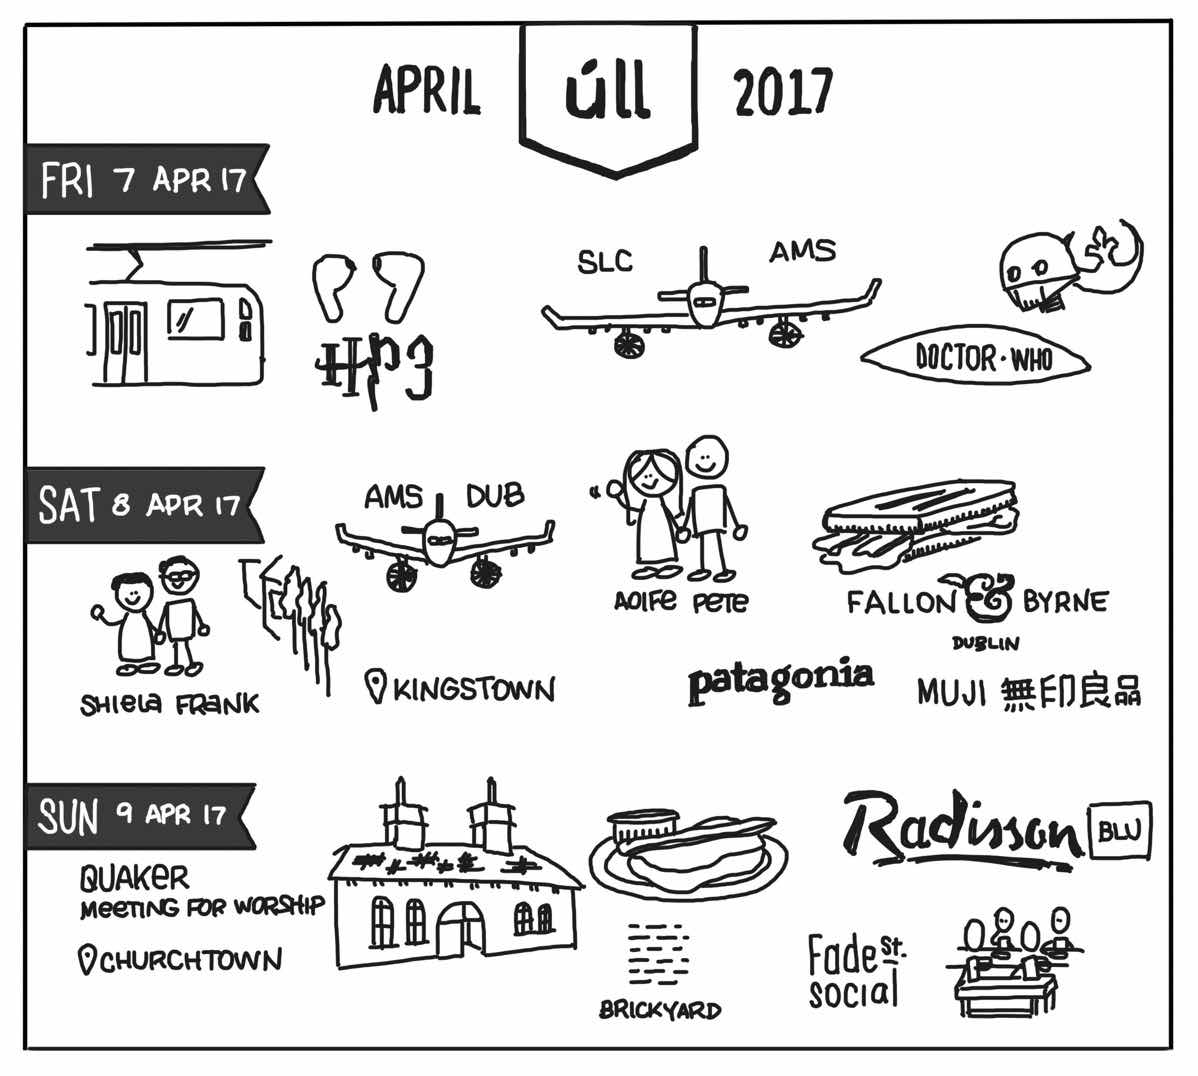 APRIL úll 2017
FRI 7 APR 17
HP3
SLC AMS
DOCTOR·WHO
SAT 8 APR 17
SHIELA FRANK
AMS DUB
KINGSTOWN
AOIFE PETE
FALLON & BYRNE
DUBLIN
patagonia
MUJI 無印良品
SUN 9 APR 17
QUAKER
MEETING FOR WORSHIP
CHURCHTOWN
BRICKYARD
Radisson BLU
Fade St.
social